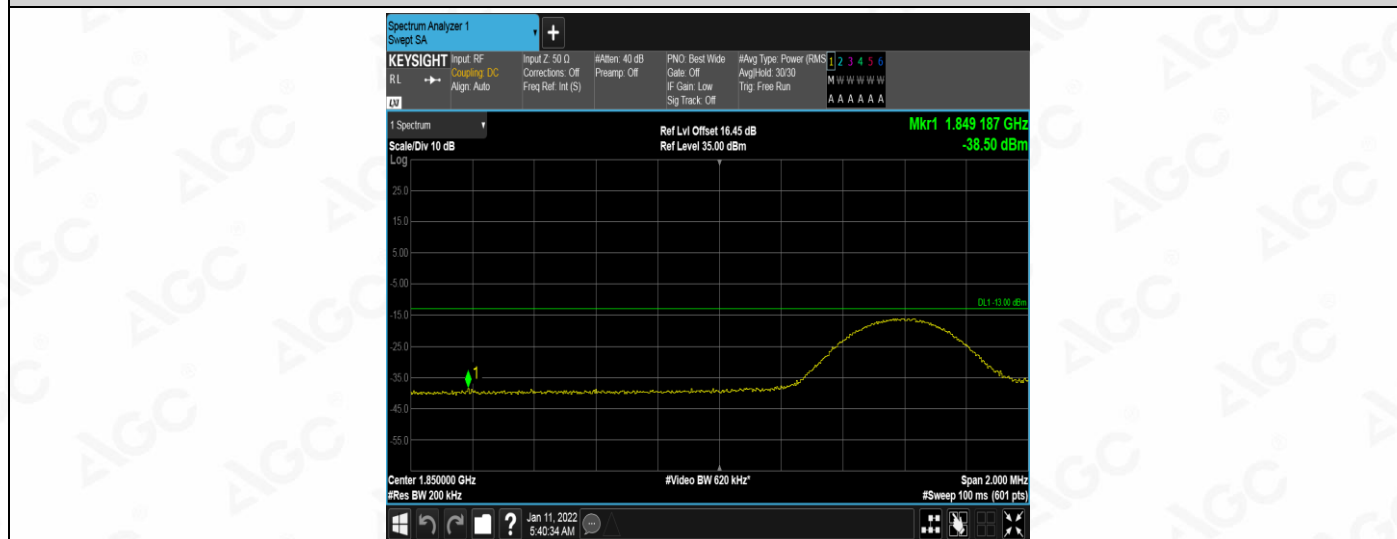 Spectrum Analyzer 1
Swept SA
+
KEYSIGHT
RL
LXI
Input: RF
Coupling: DC
Align: Auto
Input Z: 50 Ω
Corrections: Off
Freq Ref: Int (S)
#Atten: 40 dB
Preamp: Off
PNO: Best Wide
Gate: Off
IF Gain: Low
Sig Track: Off
#Avg Type: Power (RMS
Avg|Hold: 30/30
Trig: Free Run
1 2 3 4 5 6
M W W W W W
A A A A A A
1 Spectrum
Scale/Div 10 dB
Log
Ref Lvl Offset 16.45 dB
Ref Level 35.00 dBm
Mkr1 1.849 187 GHz
-38.50 dBm
25.0
15.0
5.00
-5.00
DL1 -13.00 dBm
-15.0
-25.0
-35.0
1
-45.0
-55.0
Center 1.850000 GHz
#Res BW 200 kHz
#Video BW 620 kHz*
Span 2.000 MHz
#Sweep 100 ms (601 pts)
?
Jan 11, 2022
5:40:34 AM
AGC